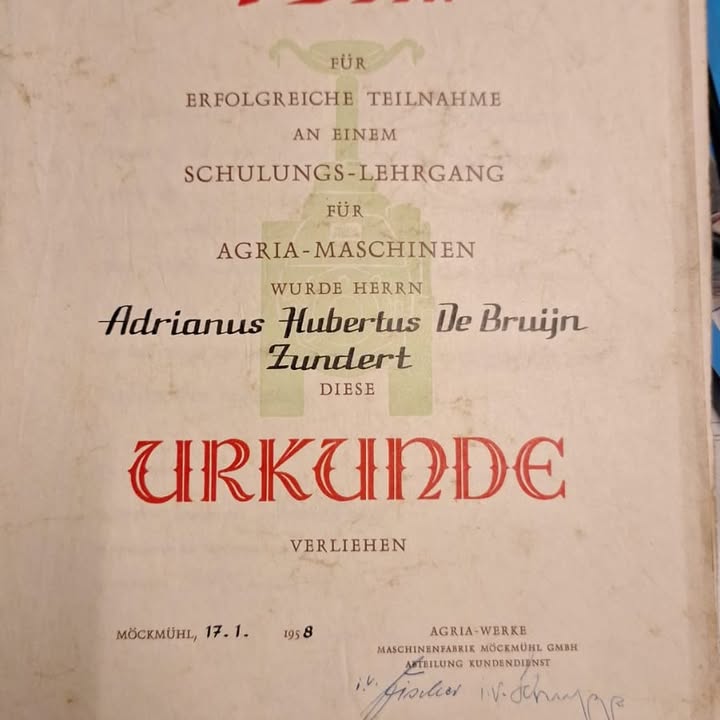 FÜR
ERFOLGREICHE TEILNAHME
AN EINEM
SCHULUNGS-LEHRGANG
FÜR
AGRIA-MASCHINEN
WURDE HERRN
Adrianus Hubertus De Bruijn
Zundert
DIESE
URKUNDE
VERLIEHEN
MÖCKMÜHL, 17.1. 1958
AGRIA-WERKE
MASCHINENFABRIK MÖCKMÜHL GMBH
ABTEILUNG KUNDENDIENST
i.V. Fischer i.V.